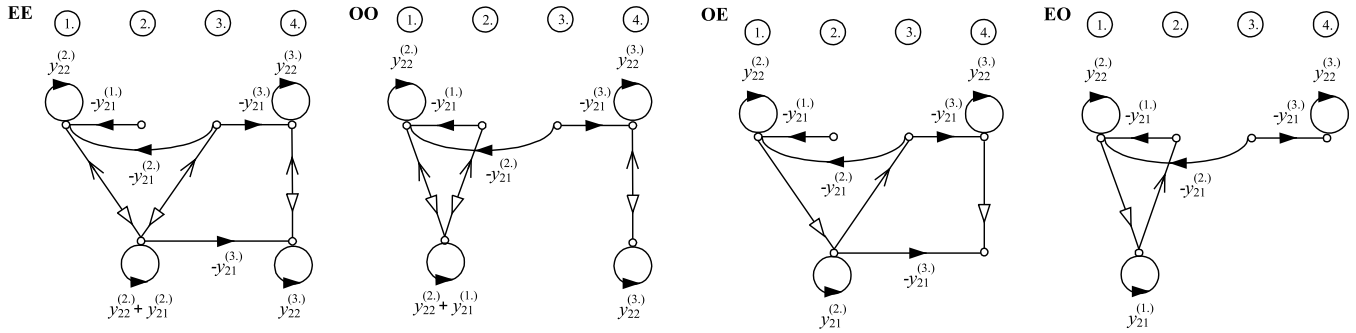 EE 1. 2. 3. 4.
y22(2.) y22(3.)
-y21(1.) -y21(3.)
-y21(2.)
-y21(3.)
y22(2.) + y21(2.) y22(3.)
OO 1. 2. 3. 4.
y22(2.) y22(3.)
-y21(1.) -y21(3.)
-y21(2.)
y22(2.) + y21(1.) y22(3.)
OE 1. 2. 3. 4.
y22(2.) y22(3.)
-y21(1.) -y21(3.)
-y21(2.)
-y21(3.)
y21(2.)
EO 1. 2. 3. 4.
y22(2.) y22(3.)
-y21(1.) -y21(3.)
-y21(2.)
y21(1.)